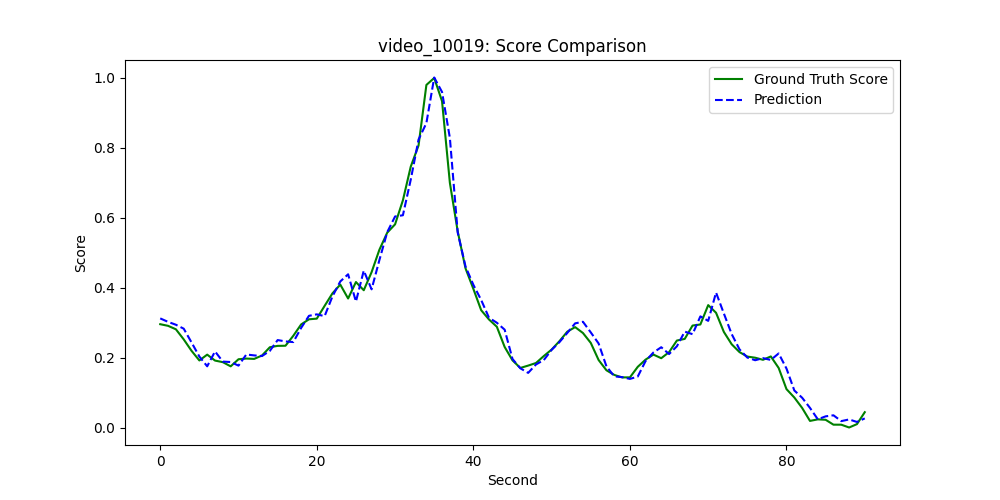 video_10019: Score Comparison
Ground Truth Score
Prediction
1.0
0.8
0.6
0.4
0.2
0.0
Score
0 20 40 60 80
Second